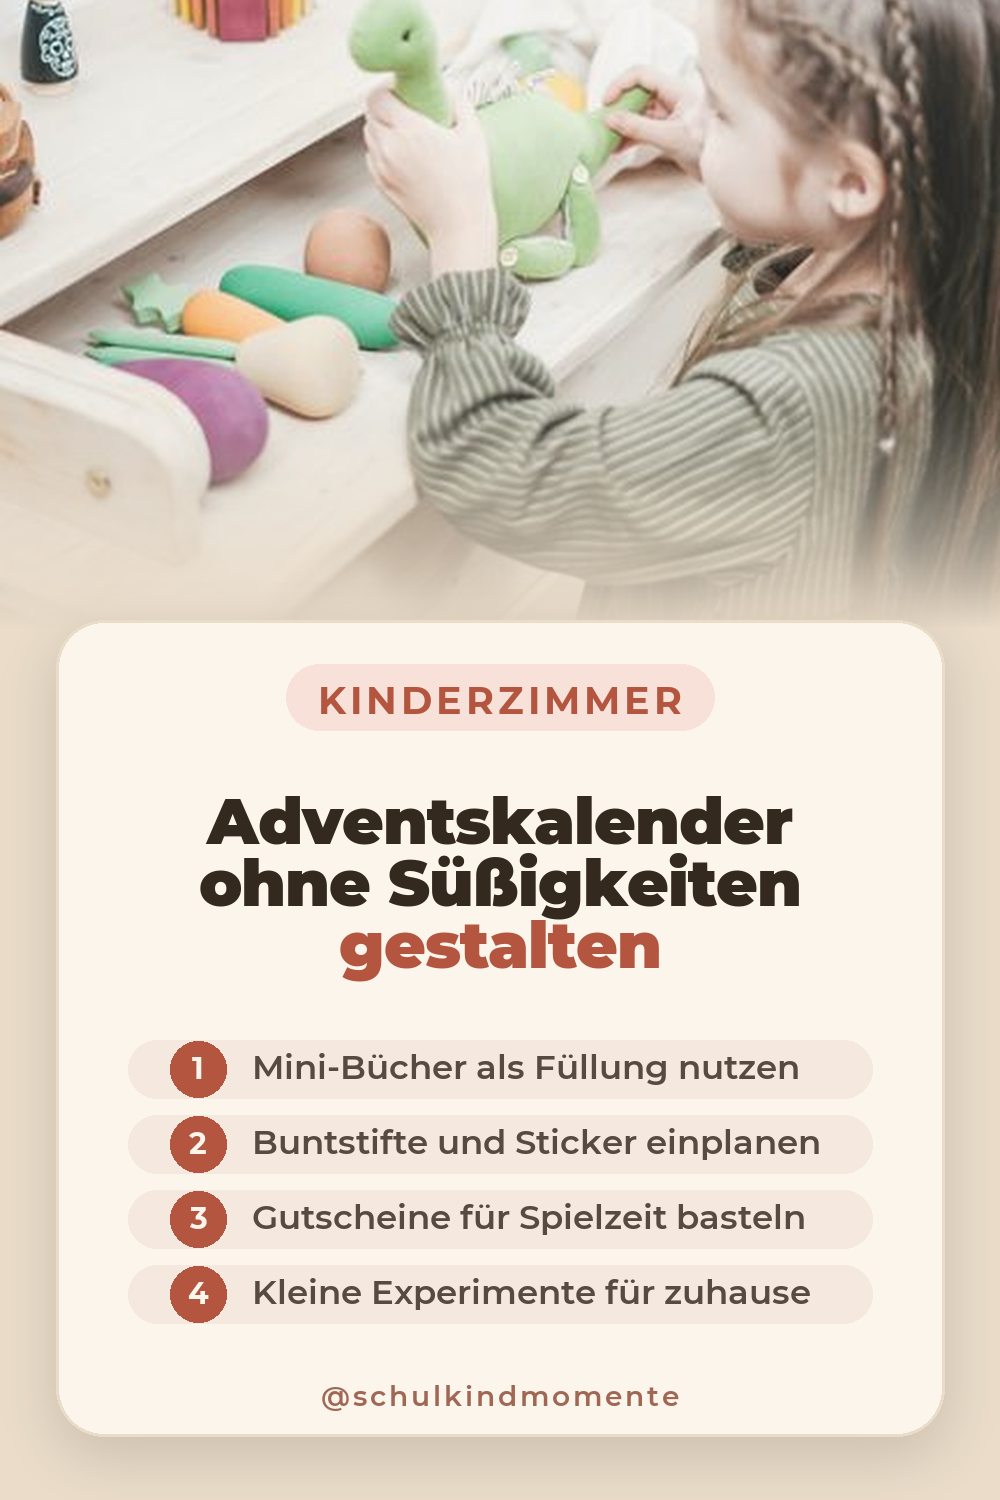 KINDERZIMMER
Adventskalender
ohne Süßigkeiten
gestalten
1 Mini-Bücher als Füllung nutzen
2 Buntstifte und Sticker einplanen
3 Gutscheine für Spielzeit basteln
4 Kleine Experimente für zuhause
@schulkindmomente